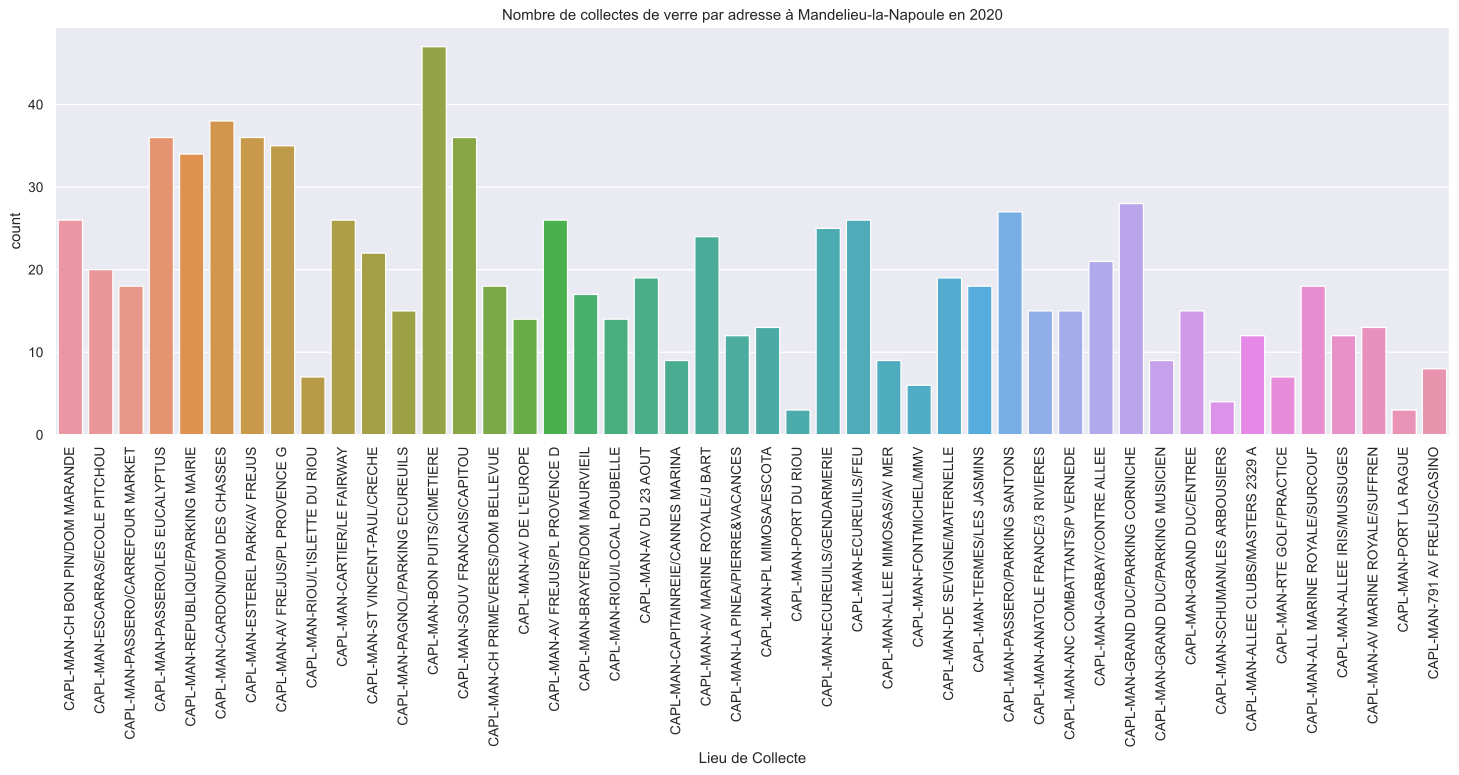 Nombre de collectes de verre par adresse à Mandelieu-la-Napoule en 2020
count
40
30
20
10
0
CAPL-MAN-CH BON PIN/DOM MARANDE
CAPL-MAN-ESCARRAS/ECOLE PITCHOU
CAPL-MAN-PASSERO/CARREFOUR MARKET
CAPL-MAN-PASSERO/LES EUCALYPTUS
CAPL-MAN-REPUBLIQUE/PARKING MAIRIE
CAPL-MAN-CARDON/DOM DES CHASSES
CAPL-MAN-ESTEREL PARK/AV FREJUS
CAPL-MAN-AV FREJUS/PL PROVENCE G
CAPL-MAN-RIOU/L'ISLETTE DU RIOU
CAPL-MAN-CARTIER/LE FAIRWAY
CAPL-MAN-ST VINCENT-PAUL/CRECHE
CAPL-MAN-PAGNOL/PARKING ECUREUILS
CAPL-MAN-BON PUITS/CIMETIERE
CAPL-MAN-SOUV FRANCAIS/CAPITOU
CAPL-MAN-CH PRIMEVERES/DOM BELLEVUE
CAPL-MAN-AV DE L'EUROPE
CAPL-MAN-AV FREJUS/PL PROVENCE D
CAPL-MAN-BRAYER/DOM MAURVIEIL
CAPL-MAN-RIOU/LOCAL POUBELLE
CAPL-MAN-AV DU 23 AOUT
CAPL-MAN-CAPITAINREIE/CANNES MARINA
CAPL-MAN-AV MARINE ROYALE/J BART
CAPL-MAN-LA PINEA/PIERRE&VACANCES
CAPL-MAN-PL MIMOSA/ESCOTA
CAPL-MAN-PORT DU RIOU
CAPL-MAN-ECUREUILS/GENDARMERIE
CAPL-MAN-ECUREUILS/FEU
CAPL-MAN-ALLEE MIMOSAS/AV MER
CAPL-MAN-FONTMICHEL/MMV
CAPL-MAN-DE SEVIGNE/MATERNELLE
CAPL-MAN-TERMES/LES JASMINS
CAPL-MAN-PASSERO/PARKING SANTONS
CAPL-MAN-ANATOLE FRANCE/3 RIVIERES
CAPL-MAN-ANC COMBATTANTS/P VERNEDE
CAPL-MAN-GARBAY/CONTRE ALLEE
CAPL-MAN-GRAND DUC/PARKING CORNICHE
CAPL-MAN-GRAND DUC/PARKING MUSICIEN
CAPL-MAN-GRAND DUC/ENTREE
CAPL-MAN-SCHUMAN/LES ARBOUSIERS
CAPL-MAN-ALLEE CLUBS/MASTERS 2329 A
CAPL-MAN-RTE GOLF/PRACTICE
CAPL-MAN-ALL MARINE ROYALE/SURCOUF
CAPL-MAN-ALLEE IRIS/MUSSUGES
CAPL-MAN-AV MARINE ROYALE/SUFFREN
CAPL-MAN-PORT LA RAGUE
CAPL-MAN-791 AV FREJUS/CASINO
Lieu de Collecte